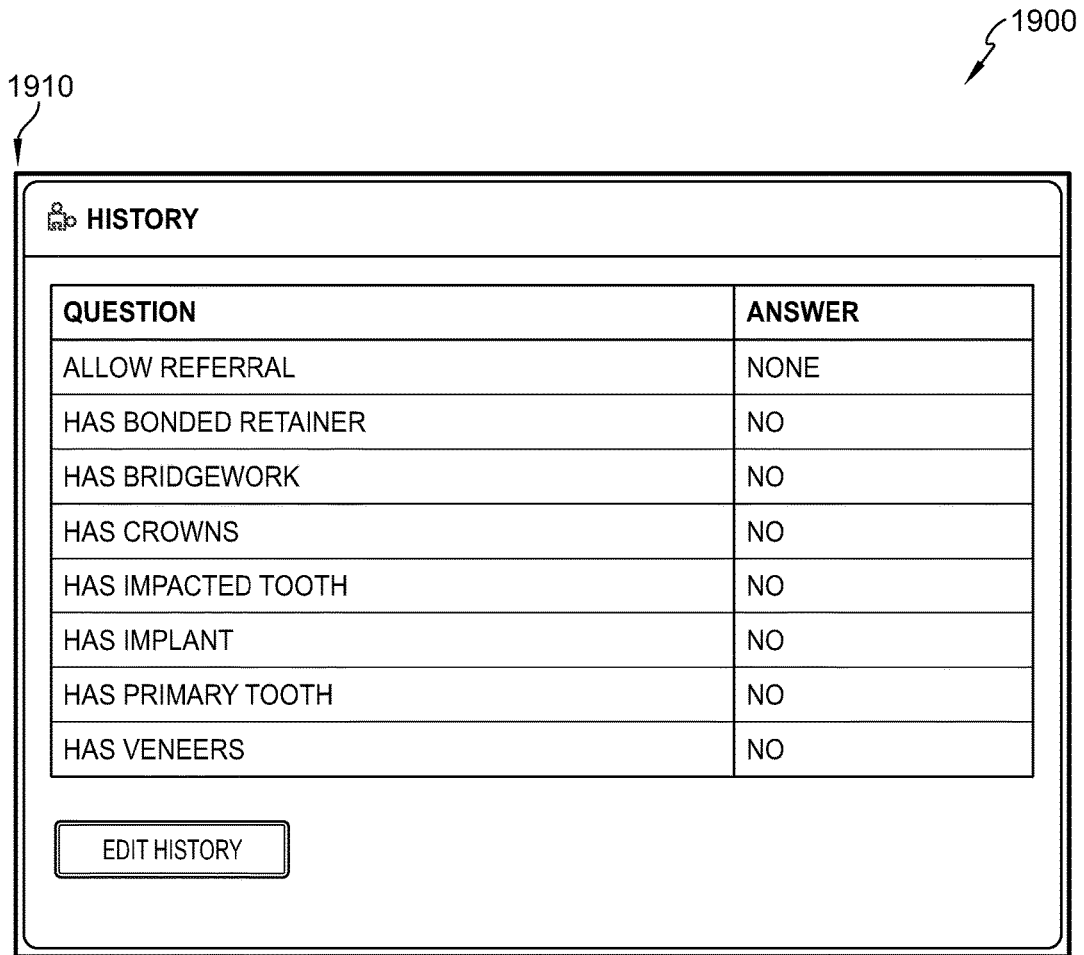 1900
1910
HISTORY
QUESTION ANSWER
ALLOW REFERRAL NONE
HAS BONDED RETAINER NO
HAS BRIDGEWORK NO
HAS CROWNS NO
HAS IMPACTED TOOTH NO
HAS IMPLANT NO
HAS PRIMARY TOOTH NO
HAS VENEERS NO
EDIT HISTORY